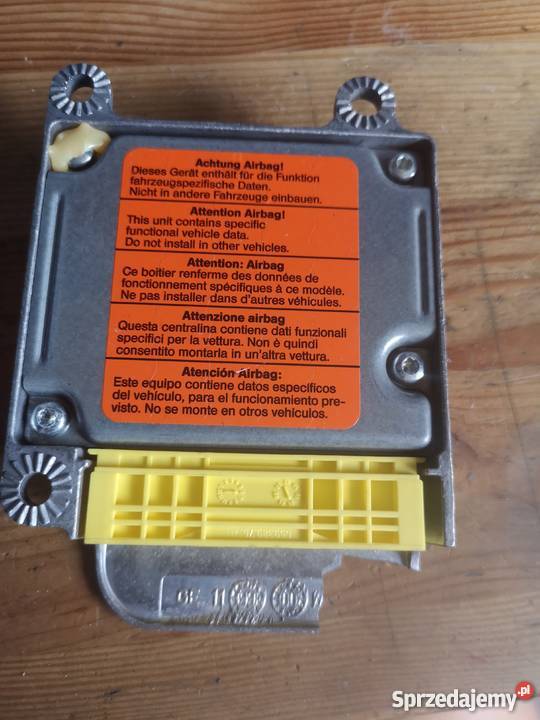 Achtung Airbag!
Dieses Gerät enthält für die Funktion
fahrzeugspezifische Daten.
Nicht in andere Fahrzeuge einbauen.
Attention Airbag!
This unit contains specific
functional vehicle data.
Do not install in other vehicles.
Attention: Airbag
Ce boitier renferme des données de
fonctionnement spécifiques à ce modèle.
Ne pas installer dans d'autres véhicules.
Attenzione airbag
Questa centralina contiene dati funzionali
specifici per la vettura. Non è quindi
consentito montarla in un'altra vettura.
Atención Airbag:
Este equipo contiene datos específicos
del vehículo, para el funcionamiento pre-
visto. No se monte en otros vehículos.
11
Sprzedajemy.pl